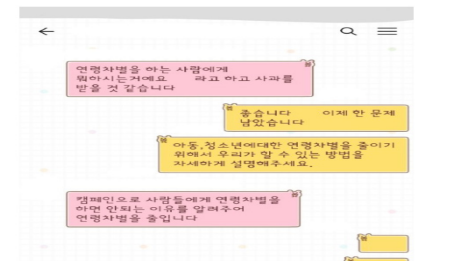 연령차별을 하는 사람에게
뭐하시는거예요 라고 하고 사과를
받을 것 같습니다
좋습니다 이제 한 문제
남았습니다
아동,청소년에대한 연령차별을 줄이기
위해서 우리가 할 수 있는 방법을
자세하게 설명해주세요.
캠페인으로 사람들에게 연령차별을
하면 안되는 이유를 알려주어
연령차별을 줄입니다